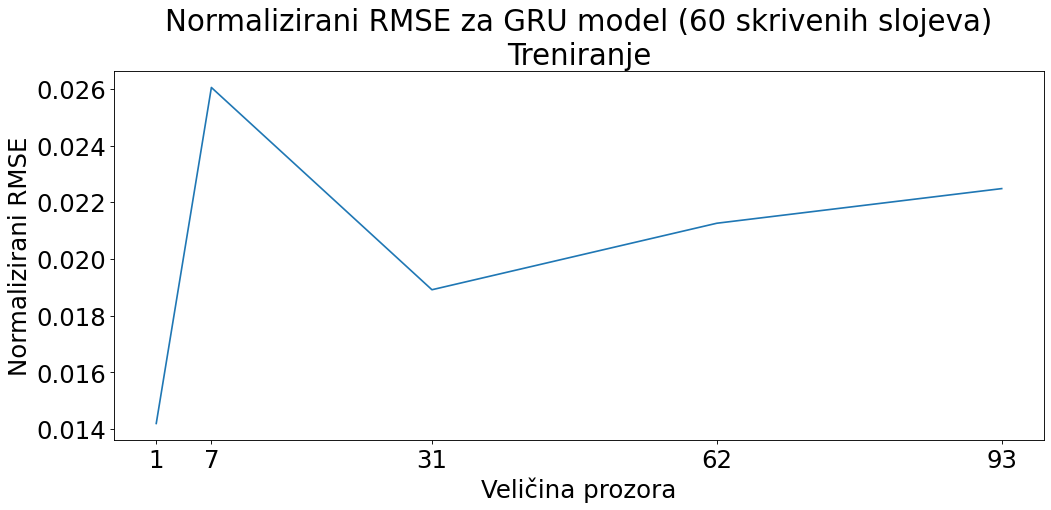 Normalizirani RMSE za GRU model (60 skrivenih slojeva)
Treniranje
Normalizirani RMSE
0.026
0.024
0.022
0.020
0.018
0.016
0.014
1 7 31 62 93
Veličina prozora